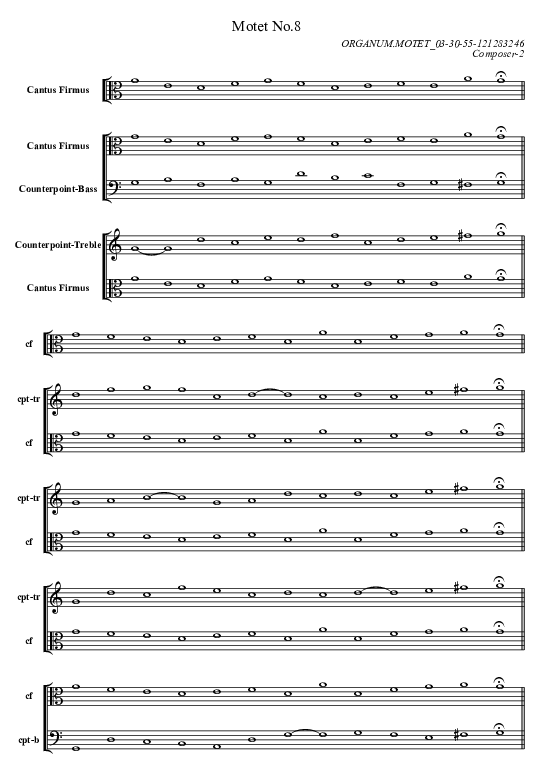 Motet No.8
ORGANUM.MOTET_03-30-55-121283246
Composer-2
Cantus Firmus
Cantus Firmus
Counterpoint-Bass
Counterpoint-Treble
Cantus Firmus
cf
cpt-tr
cf
cpt-tr
cf
cpt-tr
cf
cf
cpt-b